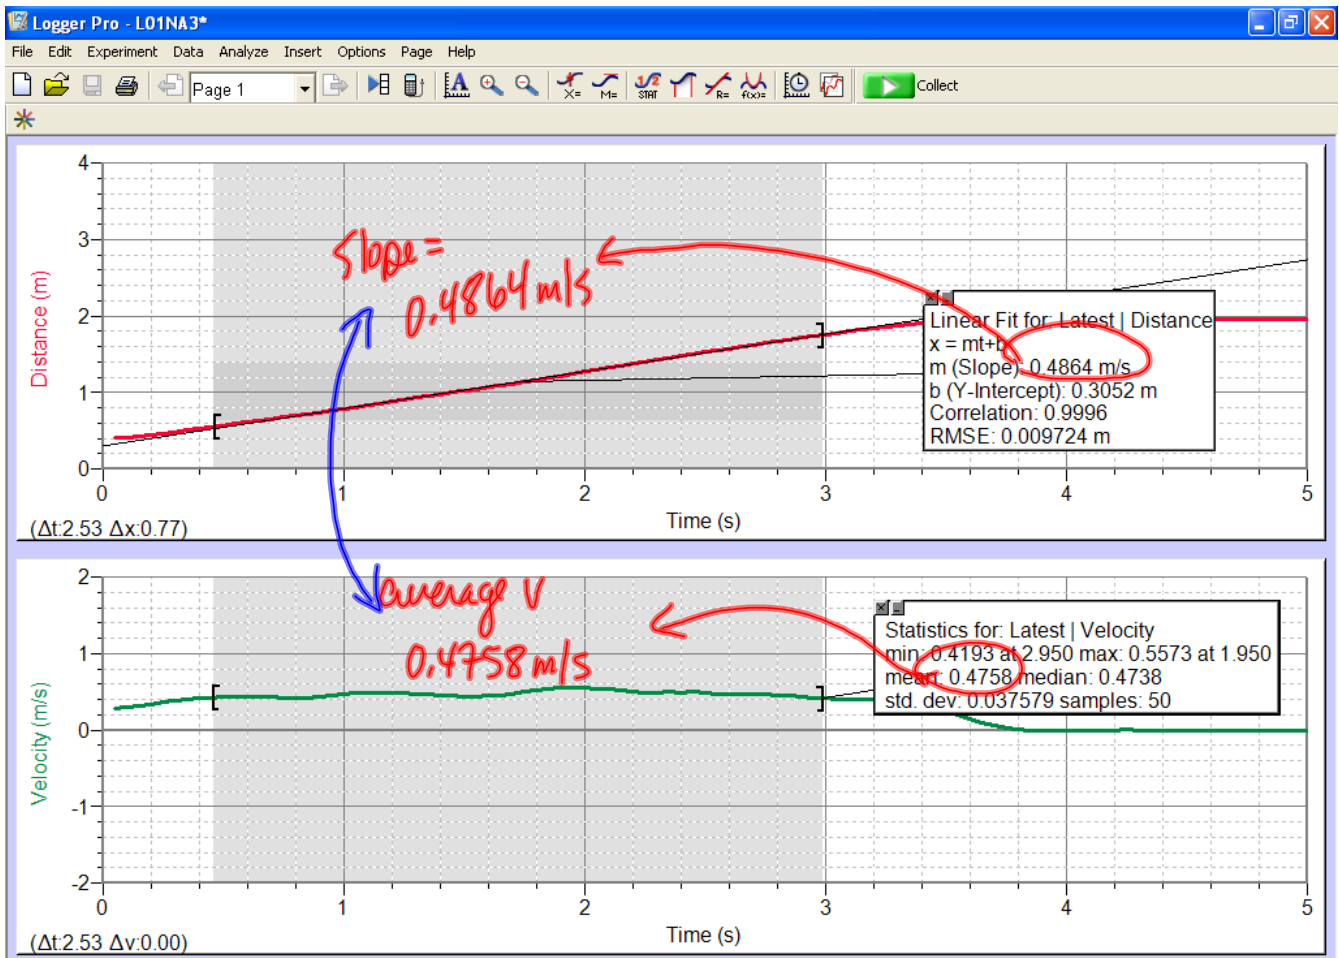 Logger Pro - L01NA3*
File Edit Experiment Data Analyze Insert Options Page Help
Page 1
X=
M=
1/2
STAT
R=
f(x)=
Collect
4
3
2
1
0
Distance (m)
slope =
0.4864 m/s
Linear Fit for: Latest | Distance
x = mt+b
m (Slope): 0.4864 m/s
b (Y-Intercept): 0.3052 m
Correlation: 0.9996
RMSE: 0.009724 m
0 1 2 3 4 5
Time (s)
(Δt:2.53 Δx:0.77)
2
1
0
-1
-2
Velocity (m/s)
average v
0.4758 m/s
Statistics for: Latest | Velocity
min: 0.4193 at 2.950 max: 0.5573 at 1.950
mean: 0.4758 median: 0.4738
std. dev: 0.037579 samples: 50
0 1 2 3 4 5
Time (s)
(Δt:2.53 Δv:0.00)